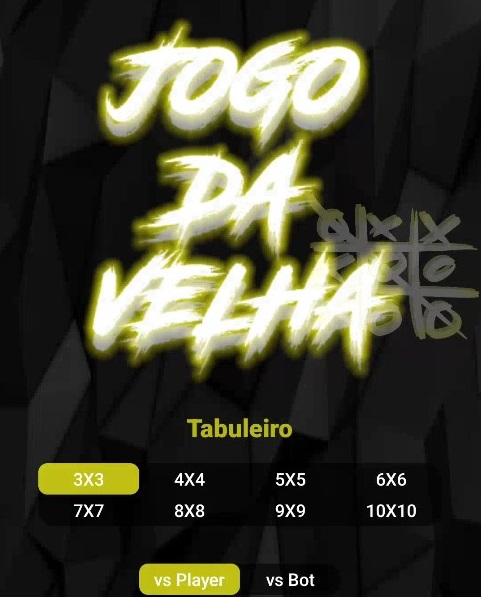 JOGO
DA
VELHA
Tabuleiro
3X3 4X4 5X5 6X6
7X7 8X8 9X9 10X10
vs Player vs Bot